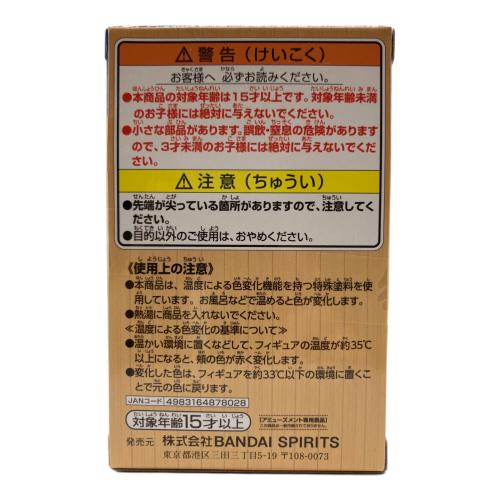 ⚠警告(けいこく)
お客様へ 必ずお読みください。
●本商品の対象年齢は15才以上です。対象年齢未満
のお子様には絶対に与えないでください。
●小さな部品があります。誤飲・窒息の危険があります
ので、3才未満のお子様には絶対に与えないでください。
⚠注意(ちゅうい)
●先端が尖っている箇所がありますので、注意してく
ださい。
●目的以外のご使用は、おやめください。
《使用上の注意》
●本商品は、温度による色変化機能を持つ特殊塗料を使
用しています。お風呂などで温めると色が変化します。
●熱湯に商品を入れないでください。
≪温度による色変化の基準について≫
●温かい環境に置くなどして、フィギュアの温度が約35℃
以上になると、頬の色が赤く変化します。
●変化した色は、フィギュアを約33℃以下の環境に置くこ
とで元の色に戻ります。
JANコード 4983164878028
対象年齢15才以上
【アミューズメント専用景品】
この商品は一般市販されておりません。
発売元 株式会社BANDAI SPIRITS
東京都港区三田三丁目5-19 〒108-0073